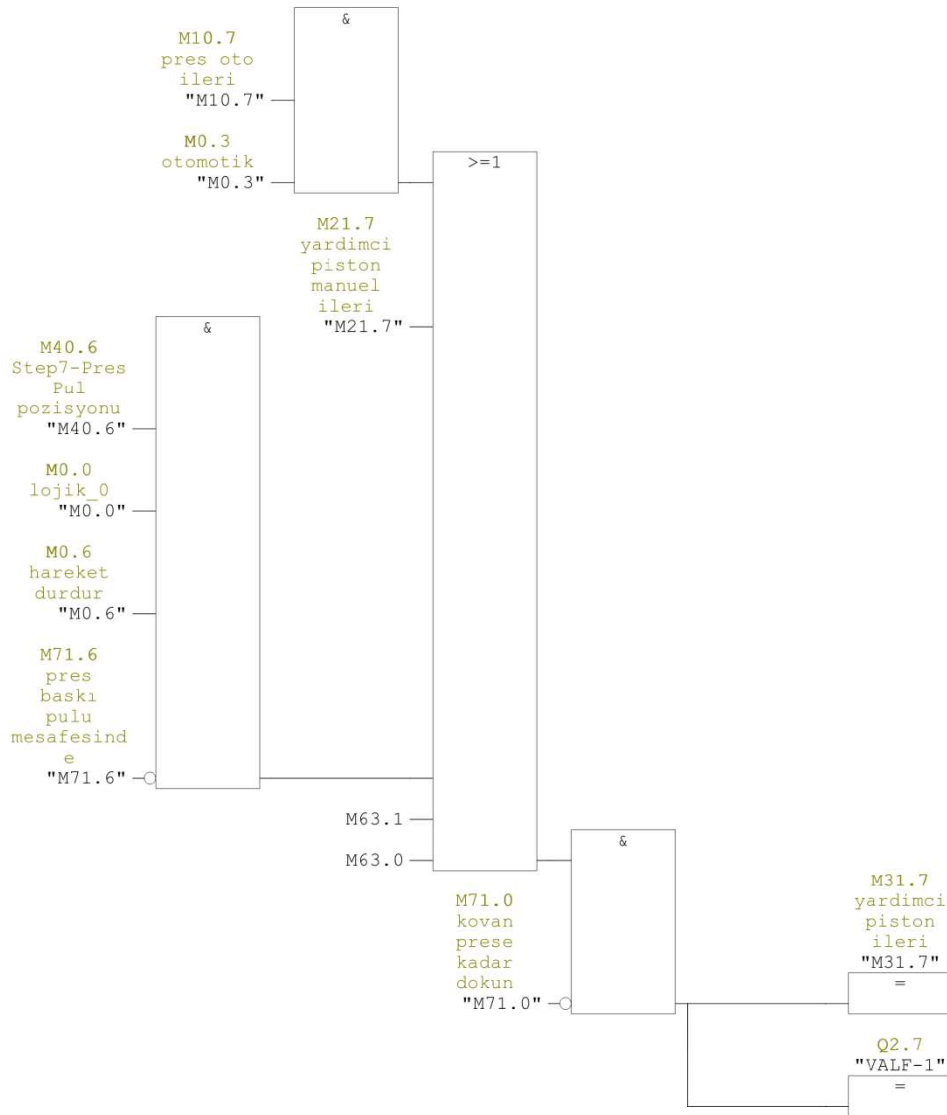 &
M10.7
pres oto
ileri
"M10.7"
M0.3
otomotik
"M0.3"
>=1
M21.7
yardimci
piston
manuel
ileri
"M21.7"
&
M40.6
Step7-Pres
Pul
pozisyonu
"M40.6"
M0.0
lojik_0
"M0.0"
M0.6
hareket
durdur
"M0.6"
M71.6
pres
baskı
pulu
mesafesind
e
"M71.6"
M63.1
M63.0
&
M71.0
kovan
prese
kadar
dokun
"M71.0"
M31.7
yardimci
piston
ileri
"M31.7"
=
Q2.7
"VALF-1"
=